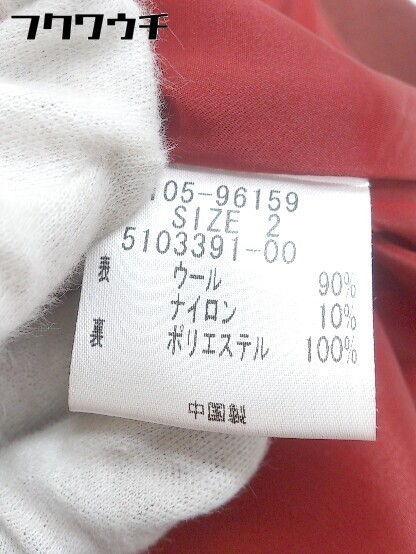 フクワウチ
105-96159
SIZE 2
5103391-00
表 ウール 90%
ナイロン 10%
裏 ポリエステル 100%
中国製